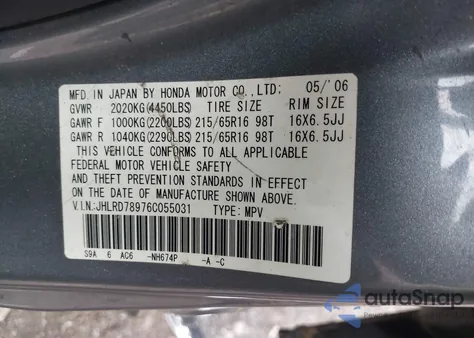 MFD. IN JAPAN BY HONDA MOTOR CO., LTD: 05/'06
GVWR 2020KG(4450LBS) TIRE SIZE RIM SIZE
GAWR F 1000KG(2200LBS) 215/65R16 98T 16X6.5JJ
GAWR R 1040KG(2290LBS) 215/65R16 98T 16X6.5JJ
THIS VEHICLE CONFORMS TO ALL APPLICABLE
FEDERAL MOTOR VEHICLE SAFETY
AND THEFT PREVENTION STANDARDS IN EFFECT
ON THE DATE OF MANUFACTURE SHOWN ABOVE.
V.I.N.:JHLRD78976C055031 TYPE: MPV
S9A 6 AC6 -NH674P -A -C
autoSnap